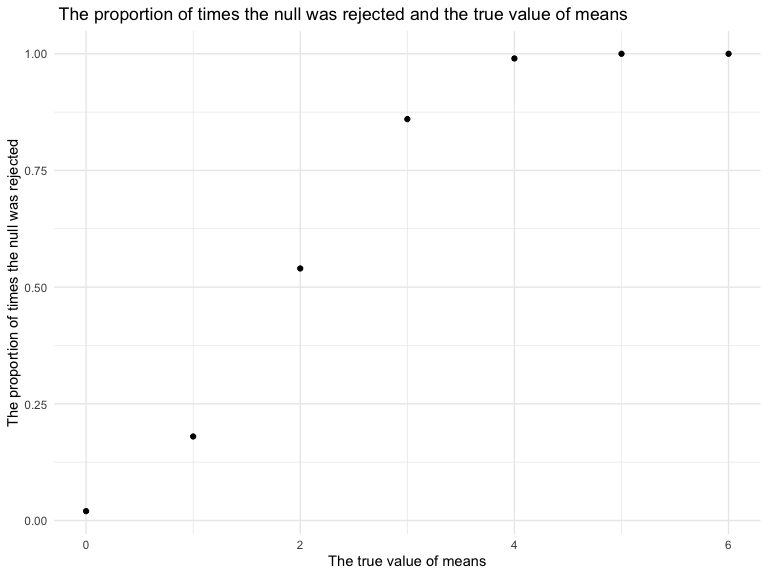 The proportion of times the null was rejected and the true value of means
The proportion of times the null was rejected
1.00
0.75
0.50
0.25
0.00
0 2 4 6
The true value of means